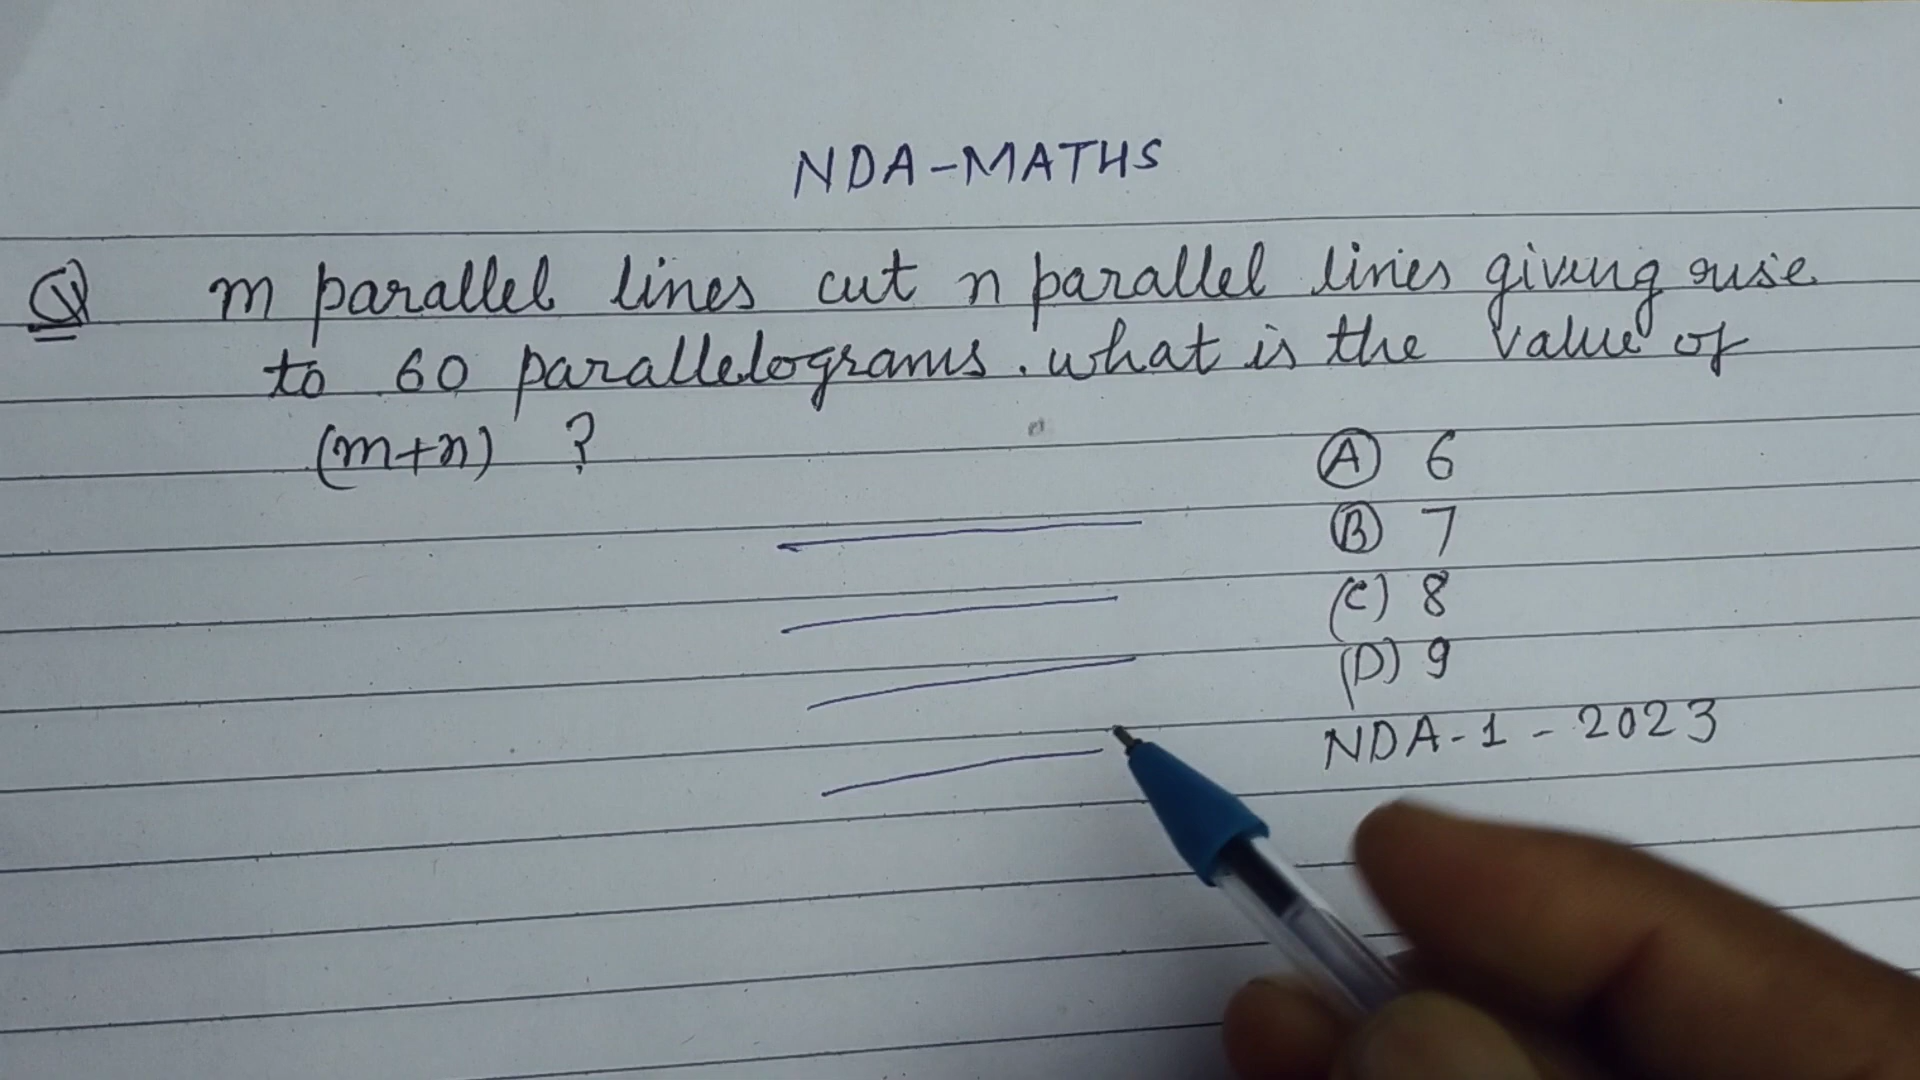 NDA-MATHS
Q m parallel lines cut n parallel lines giving rise
to 60 parallelograms. what is the value of
(m+n) ?
(A) 6
(B) 7
(C) 8
(D) 9
NDA-1-2023